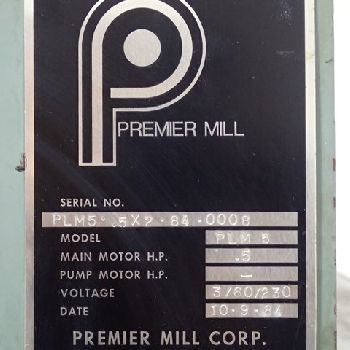 PREMIER MILL
SERIAL NO.
PLM5 .5X2.84.0008
MODEL PLM 5
MAIN MOTOR H.P. .5
PUMP MOTOR H.P. —
VOLTAGE 3/60/230
DATE 10.9.84
PREMIER MILL CORP.